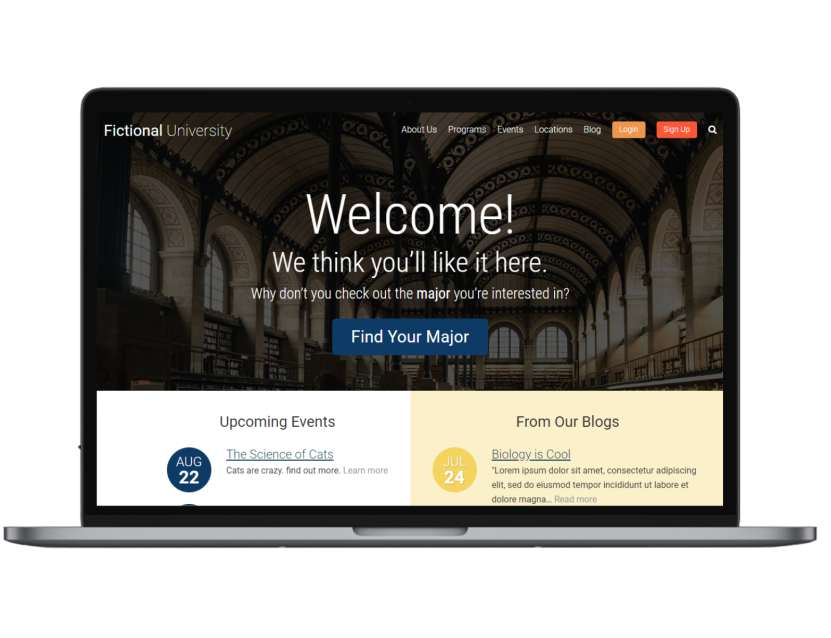 Fictional University
About Us Programs Events Locations Blog Login Sign Up
Welcome!
We think you'll like it here.
Why don't you check out the major you're interested in?
Find Your Major
Upcoming Events
AUG
22
The Science of Cats
Cats are crazy. find out more. Learn more
From Our Blogs
JUL
24
Biology is Cool
"Lorem ipsum dolor sit amet, consectetur adipiscing
elit, sed do eiusmod tempor incididunt ut labore et
dolore magna... Read more